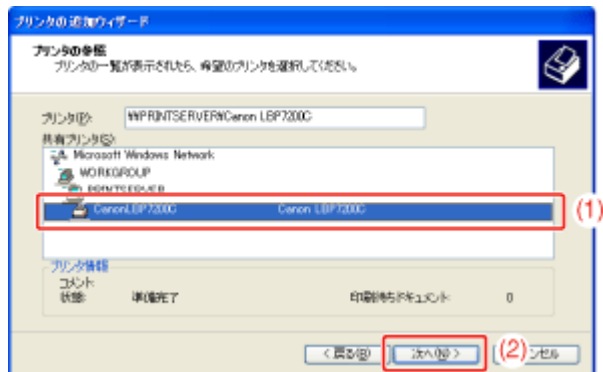 プリンタの追加ウィザード
プリンタの参照
プリンタの一覧が表示されたら、希望のプリンタを選択してください。
プリンタ(P): ¥¥PRINTSERVER¥Canon LBP7200C
共有プリンタ(S):
Microsoft Windows Network
WORKGROUP
PRINTSERVER
CanonLBP7200C Canon LBP7200C
(1)
プリンタ情報
コメント:
状態: 準備完了 印刷待ちドキュメント: 0
< 戻る(B) 次へ(N) > (2) ンセル